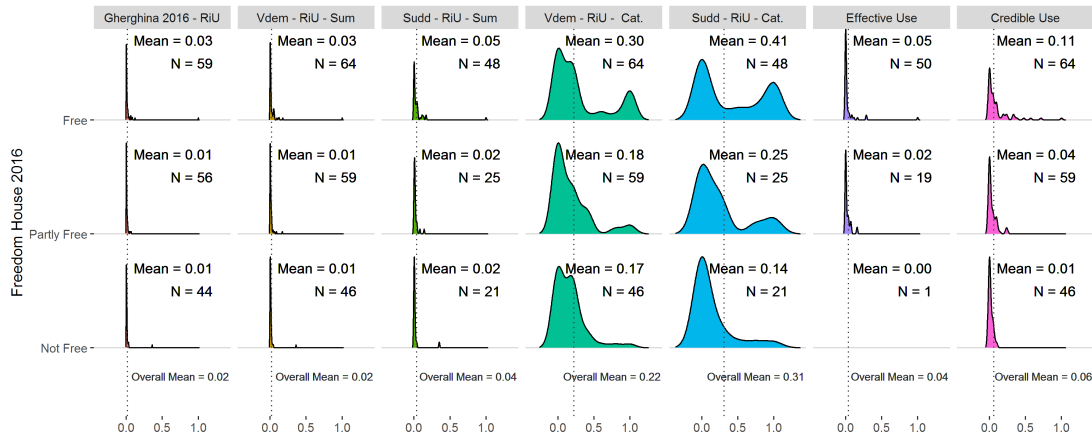 Gherghina 2016 - RiU
Vdem - RiU - Sum
Sudd - RiU - Sum
Vdem - RiU - Cat.
Sudd - RiU - Cat.
Effective Use
Credible Use
Mean = 0.03
Mean = 0.03
Mean = 0.05
Mean = 0.30
Mean = 0.41
Mean = 0.05
Mean = 0.11
N = 59
N = 64
N = 48
N = 64
N = 48
N = 50
N = 64
Free
Mean = 0.01
Mean = 0.01
Mean = 0.02
Mean = 0.18
Mean = 0.25
Mean = 0.02
Mean = 0.04
N = 56
N = 59
N = 25
N = 59
N = 25
N = 19
N = 59
Partly Free
Mean = 0.01
Mean = 0.01
Mean = 0.02
Mean = 0.17
Mean = 0.14
Mean = 0.00
Mean = 0.01
N = 44
N = 46
N = 21
N = 46
N = 21
N = 1
N = 46
Not Free
Freedom House 2016
Overall Mean = 0.02
Overall Mean = 0.02
Overall Mean = 0.04
Overall Mean = 0.22
Overall Mean = 0.31
Overall Mean = 0.04
Overall Mean = 0.06
0.0 0.5 1.0
0.0 0.5 1.0
0.0 0.5 1.0
0.0 0.5 1.0
0.0 0.5 1.0
0.0 0.5 1.0
0.0 0.5 1.0